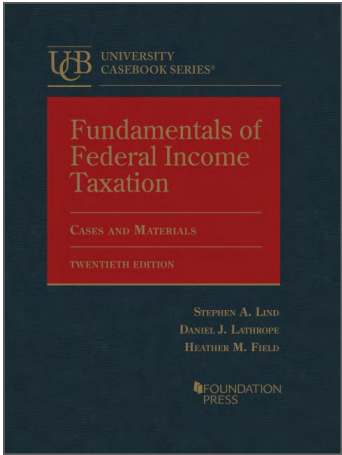 UCB
UNIVERSITY
CASEBOOK SERIES®
Fundamentals of
Federal Income
Taxation
CASES AND MATERIALS
TWENTIETH EDITION
STEPHEN A. LIND
DANIEL J. LATHROPE
HEATHER M. FIELD
FOUNDATION
PRESS